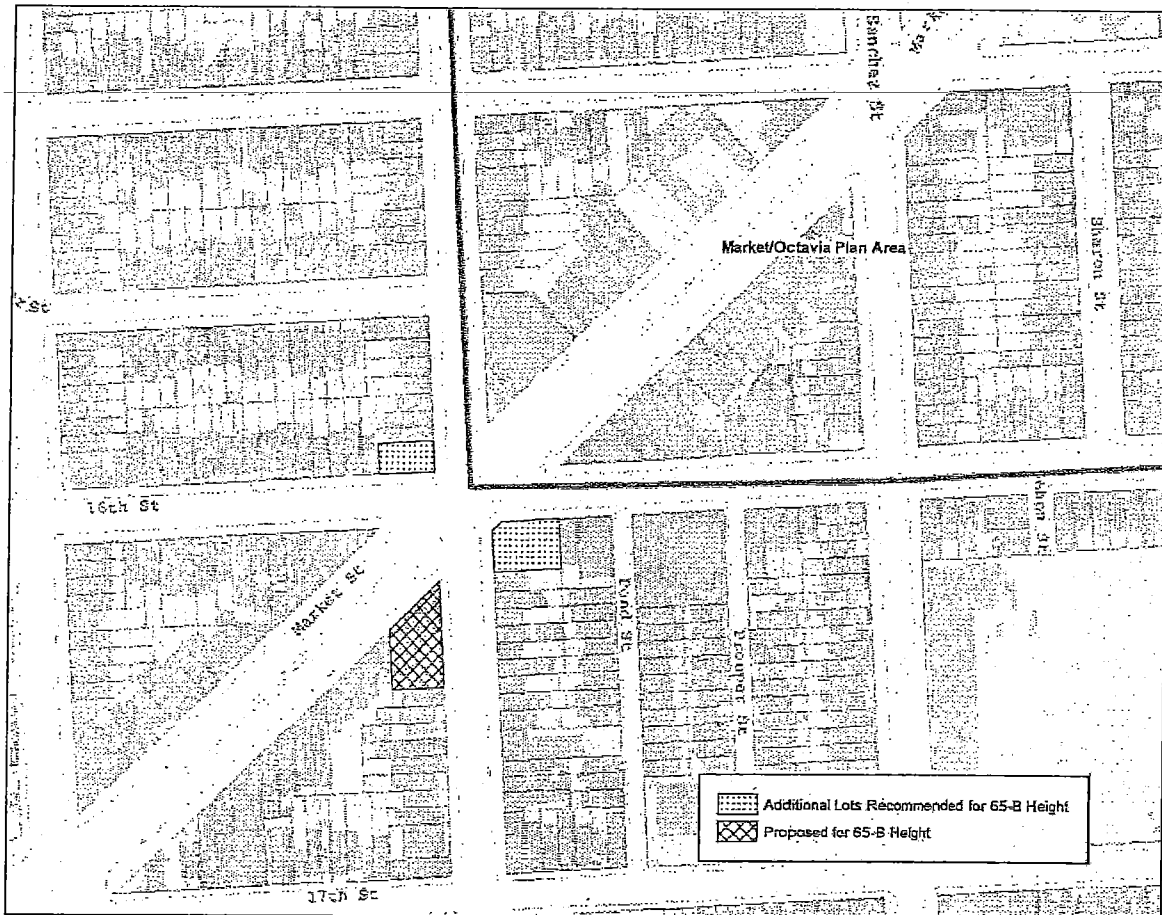 Sanchez St
Market/Octavia Plan Area
Sharon St
16th St
Market St
Pond St
Prosper St
Additional Lots Recommended for 65-B Height
Proposed for 65-B Height
17th St